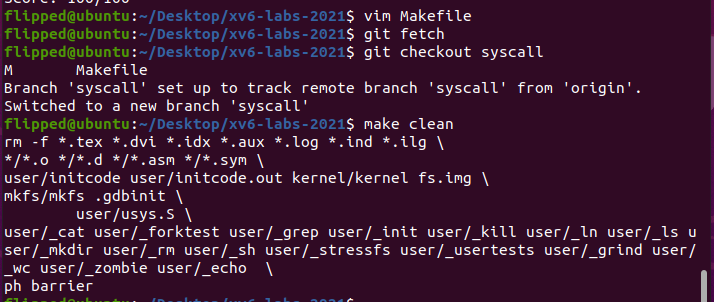 Score: 100/100
flipped@ubuntu:~/Desktop/xv6-labs-2021$ vim Makefile
flipped@ubuntu:~/Desktop/xv6-labs-2021$ git fetch
flipped@ubuntu:~/Desktop/xv6-labs-2021$ git checkout syscall
M       Makefile
Branch 'syscall' set up to track remote branch 'syscall' from 'origin'.
Switched to a new branch 'syscall'
flipped@ubuntu:~/Desktop/xv6-labs-2021$ make clean
rm -f *.tex *.dvi *.idx *.aux *.log *.ind *.ilg \
*/*.o */*.d */*.asm */*.sym \
user/initcode user/initcode.out kernel/kernel fs.img \
mkfs/mkfs .gdbinit \
        user/usys.S \
user/_cat user/_forktest user/_grep user/_init user/_kill user/_ln user/_ls u
ser/_mkdir user/_rm user/_sh user/_stressfs user/_usertests user/_grind user/
_wc user/_zombie user/_echo  \
ph barrier
flipped@ubuntu:~/Desktop/xv6-labs-2021$